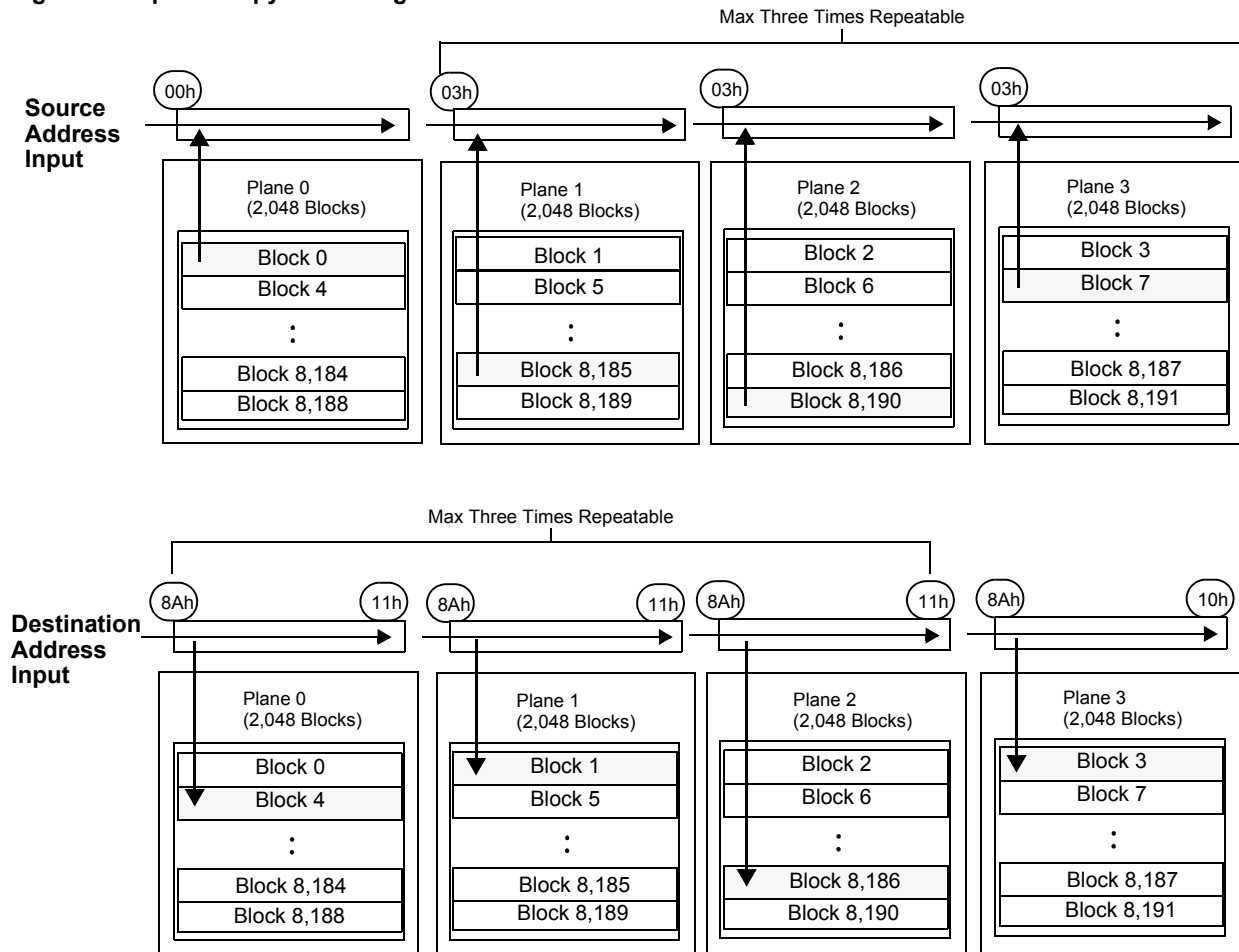 Max Three Times Repeatable
00h
03h
03h
03h
Source
Address
Input
Plane 0
(2,048 Blocks)
Block 0
Block 4
:
Block 8,184
Block 8,188
Plane 1
(2,048 Blocks)
Block 1
Block 5
:
Block 8,185
Block 8,189
Plane 2
(2,048 Blocks)
Block 2
Block 6
:
Block 8,186
Block 8,190
Plane 3
(2,048 Blocks)
Block 3
Block 7
:
Block 8,187
Block 8,191
Max Three Times Repeatable
8Ah 11h
8Ah 11h
8Ah 11h
8Ah 10h
Destination
Address
Input
Plane 0
(2,048 Blocks)
Block 0
Block 4
:
Block 8,184
Block 8,188
Plane 1
(2,048 Blocks)
Block 1
Block 5
:
Block 8,185
Block 8,189
Plane 2
(2,048 Blocks)
Block 2
Block 6
:
Block 8,186
Block 8,190
Plane 3
(2,048 Blocks)
Block 3
Block 7
:
Block 8,187
Block 8,191